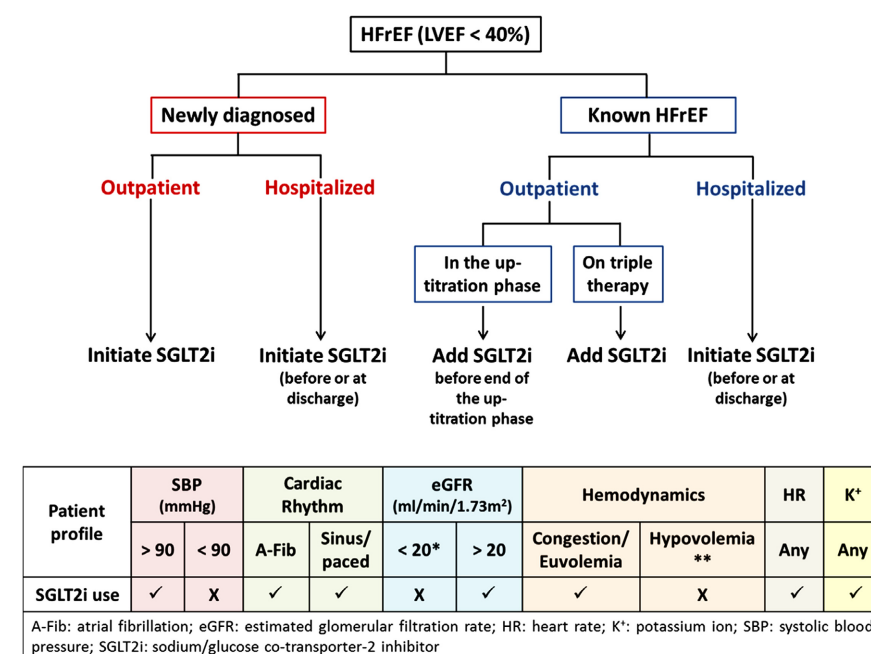 HFrEF (LVEF < 40%)
Newly diagnosed
Known HFrEF
Outpatient
Hospitalized
Outpatient
Hospitalized
In the up-
titration phase
On triple
therapy
Initiate SGLT2i
Initiate SGLT2i
(before or at
discharge)
Add SGLT2i
before end of
the up-
titration phase
Add SGLT2i
Initiate SGLT2i
(before or at
discharge)
Patient
profile
SBP
(mmHg)
Cardiac
Rhythm
eGFR
(ml/min/1.73m²)
Hemodynamics
HR
K⁺
> 90
< 90
A-Fib
Sinus/
paced
< 20*
> 20
Congestion/
Euvolemia
Hypovolemia
**
Any
Any
SGLT2i use ✓ X ✓ ✓ X ✓ ✓ X ✓ ✓
A-Fib: atrial fibrillation; eGFR: estimated glomerular filtration rate; HR: heart rate; K⁺: potassium ion; SBP: systolic blood
pressure; SGLT2i: sodium/glucose co-transporter-2 inhibitor